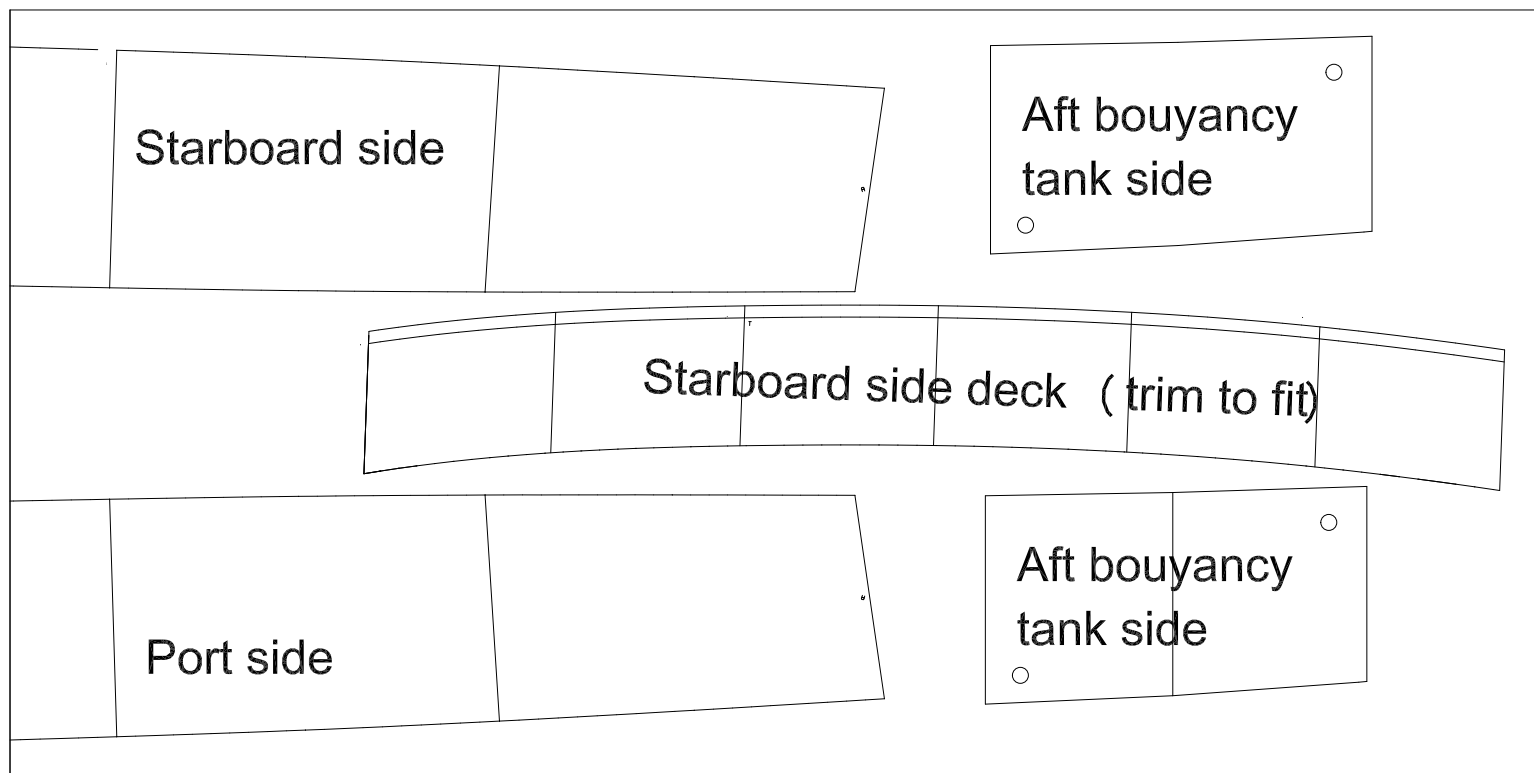 Starboard side
Aft bouyancy
tank side
Starboard side deck ( trim to fit)
Port side
Aft bouyancy
tank side